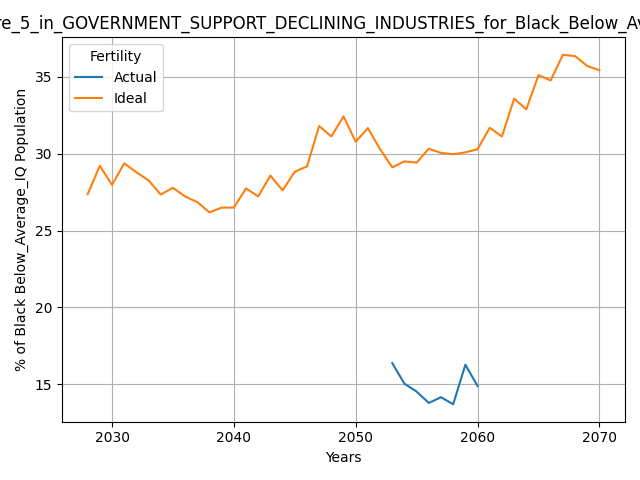 re_5_in_GOVERNMENT_SUPPORT_DECLINING_INDUSTRIES_for_Black_Below_Av
Fertility
Actual
Ideal
% of Black Below_Average_IQ Population
35
30
25
20
15
2030 2040 2050 2060 2070
Years